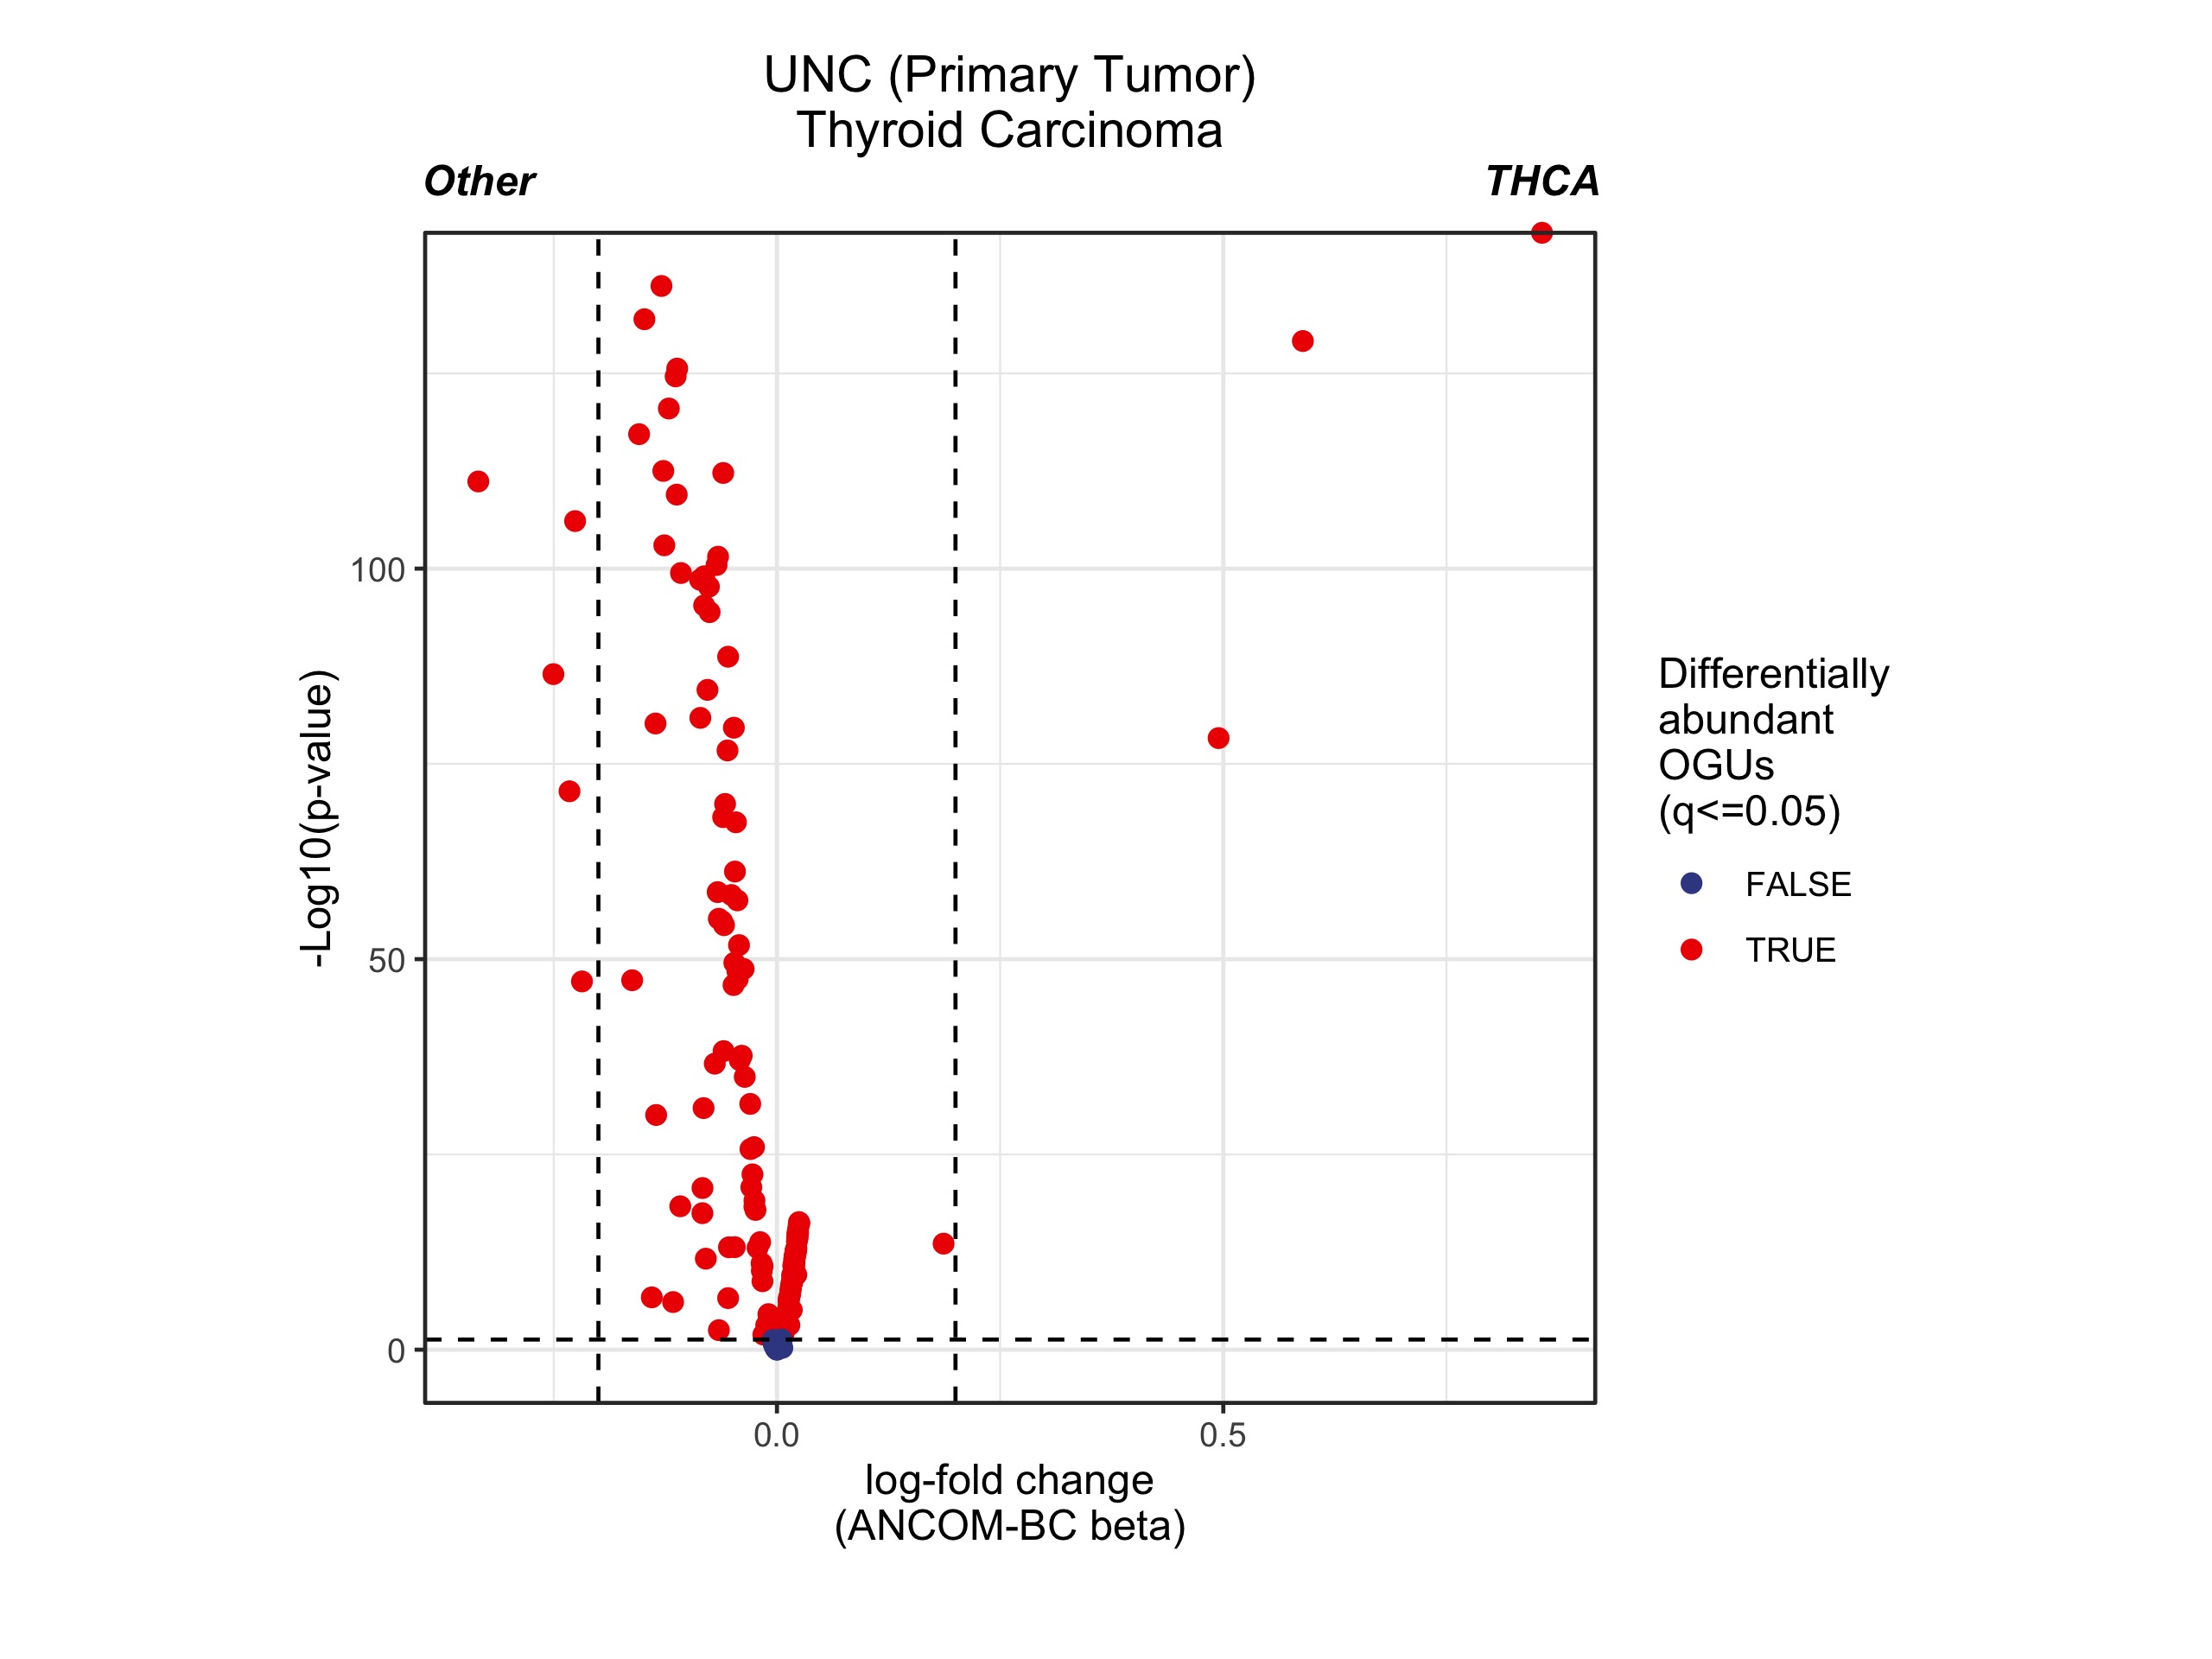 UNC (Primary Tumor)
Thyroid Carcinoma
Other
THCA
100
50
0
-Log10(p-value)
0.0
0.5
log-fold change
(ANCOM-BC beta)
Differentially
abundant
OGUs
(q<=0.05)
FALSE
TRUE